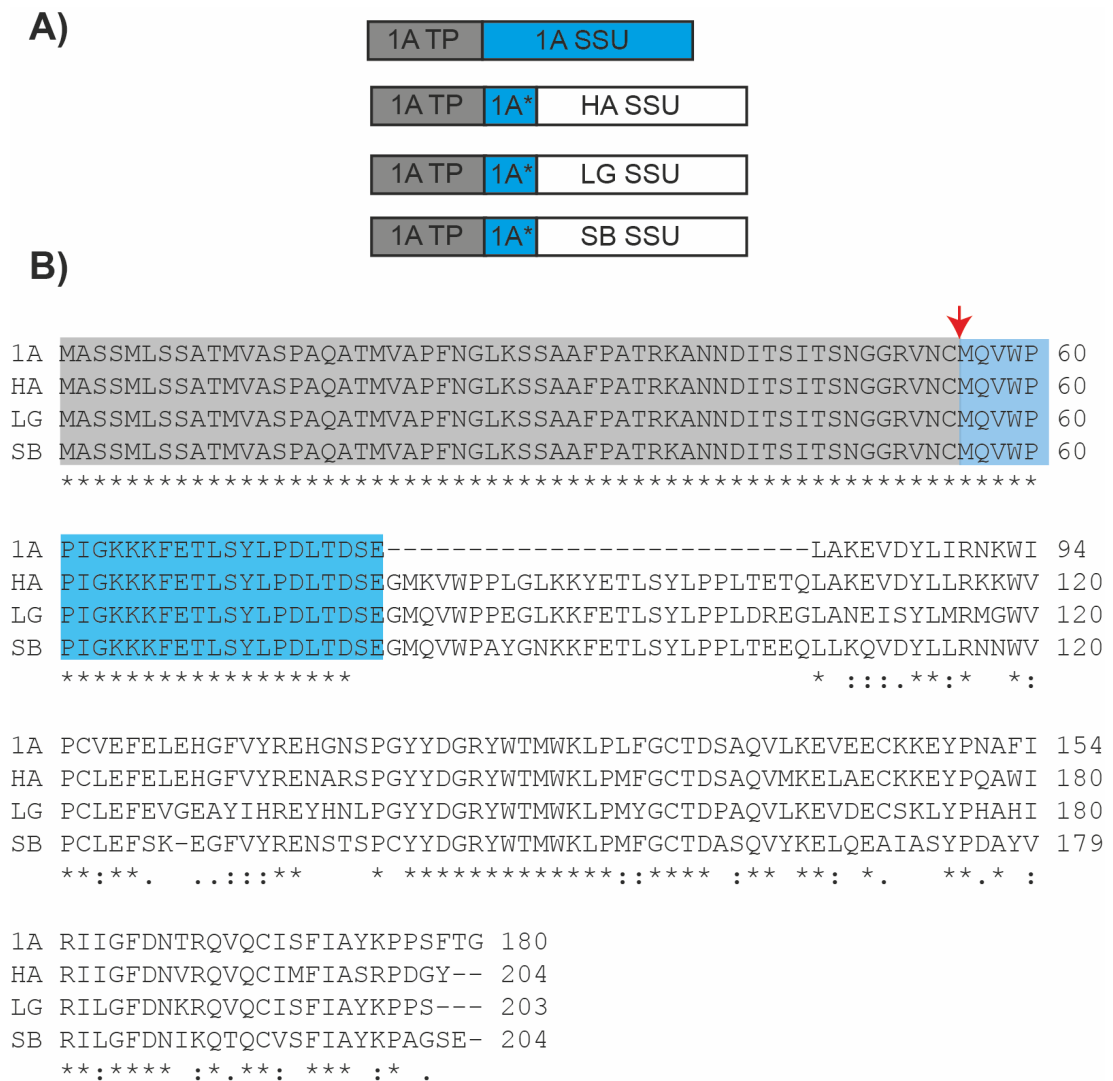 A)
1A TP 1A SSU
1A TP 1A* HA SSU
1A TP 1A* LG SSU
1A TP 1A* SB SSU
B)
1A MASSMLSSATMVASPAQATMVAPFNGLKSSAAFPATRKANNDITSITSNGGRVNCMQVWP 60
HA MASSMLSSATMVASPAQATMVAPFNGLKSSAAFPATRKANNDITSITSNGGRVNCMQVWP 60
LG MASSMLSSATMVASPAQATMVAPFNGLKSSAAFPATRKANNDITSITSNGGRVNCMQVWP 60
SB MASSMLSSATMVASPAQATMVAPFNGLKSSAAFPATRKANNDITSITSNGGRVNCMQVWP 60
************************************************************
1A PIGKKKFETLSYLPDLTDSE--------------------------LAKEVDYLIRNKWI 94
HA PIGKKKFETLSYLPDLTDSEGMKVWPPLGLKKYETLSYLPPLTETQLAKEVDYLLRKKWV 120
LG PIGKKKFETLSYLPDLTDSEGMQVWPPEGLKKFETLSYLPPLDREGLANEISYLMRMGWV 120
SB PIGKKKFETLSYLPDLTDSEGMQVWPAYGNKKFETLSYLPPLTEEQLLKQVDYLLRNNWV 120
******************                            * :::.**:*  *:
1A PCVEFELEHGFVYREHGNSPGYYDGRYWTMWKLPLFGCTDSAQVLKEVEECKKEYPNAFI 154
HA PCLEFELEHGFVYRENARSPGYYDGRYWTMWKLPMFGCTDSAQVMKELAECKKEYPQAWI 180
LG PCLEFEVGEAYIHREYHNLPGYYDGRYWTMWKLPMYGCTDPAQVLKEVDECSKLYPHAHI 180
SB PCLEFSK-EGFVYRENSTSPCYYDGRYWTMWKLPMFGCTDASQVYKELQEAIASYPDAYV 179
**:**.  ..:::**    * *************::**** :** **: *.   **.* :
1A RIIGFDNTRQVQCISFIAYKPPSFTG 180
HA RIIGFDNVRQVQCIMFIASRPDGY-- 204
LG RILGFDNKRQVQCISFIAYKPPS--- 203
SB RILGFDNIKQTQCVSFIAYKPAGSE- 204
**:**** :*.**: *** :* .